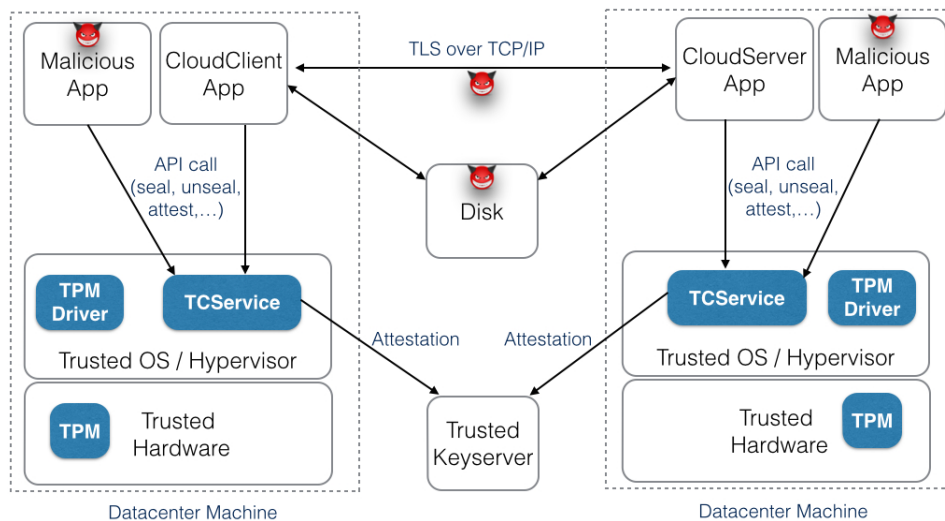 Malicious
App
CloudClient
App
TLS over TCP/IP
CloudServer
App
Malicious
App
API call
(seal, unseal,
attest,...)
Disk
API call
(seal, unseal,
attest,...)
TPM
Driver
TCService
Trusted OS / Hypervisor
TCService
TPM
Driver
Trusted OS / Hypervisor
Attestation
Attestation
TPM
Trusted
Hardware
Trusted
Keyserver
Trusted
Hardware
TPM
Datacenter Machine
Datacenter Machine